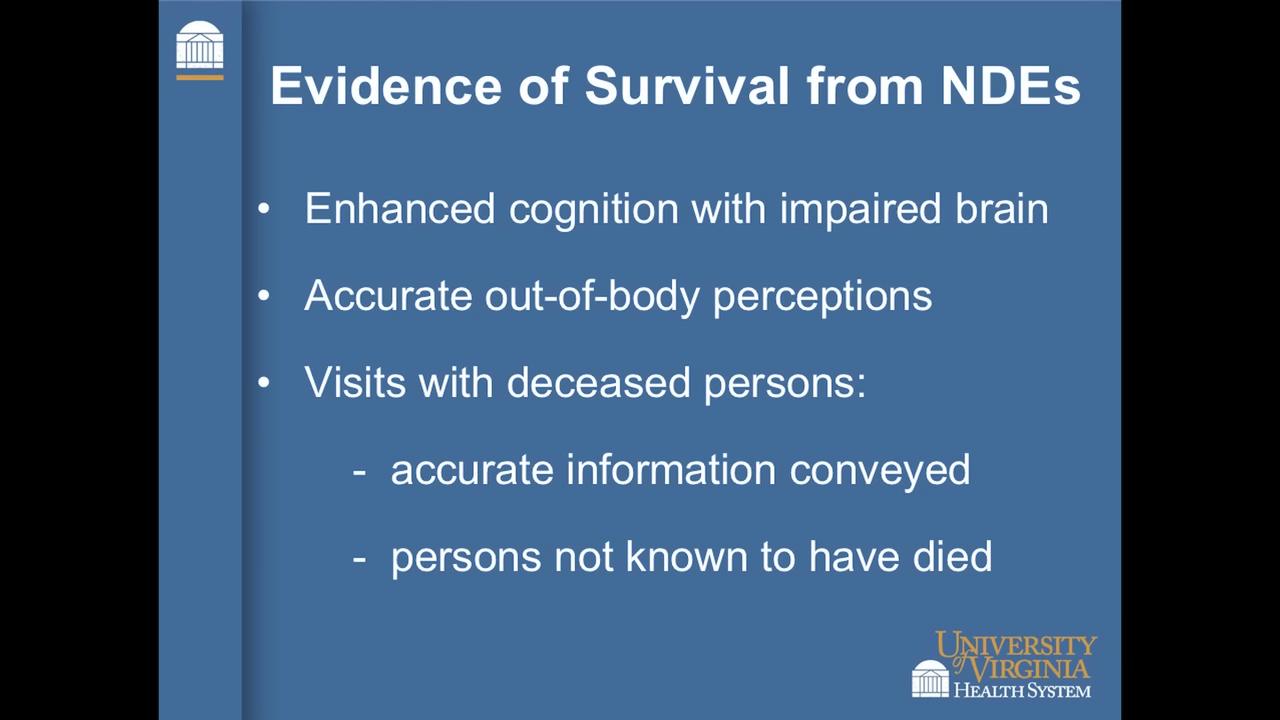 Evidence of Survival from NDEs
• Enhanced cognition with impaired brain
• Accurate out-of-body perceptions
• Visits with deceased persons:
- accurate information conveyed
- persons not known to have died
UNIVERSITY
of VIRGINIA
HEALTH SYSTEM